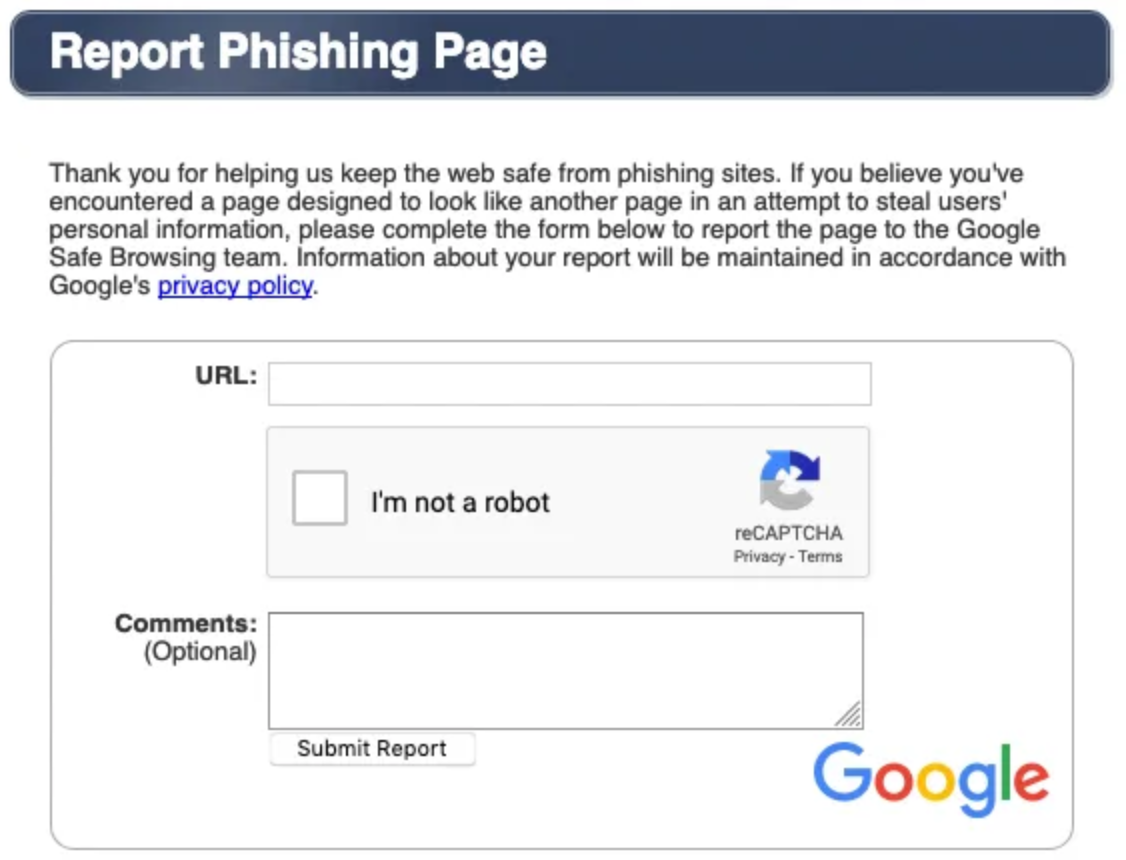 Report Phishing Page
Thank you for helping us keep the web safe from phishing sites. If you believe you've
encountered a page designed to look like another page in an attempt to steal users'
personal information, please complete the form below to report the page to the Google
Safe Browsing team. Information about your report will be maintained in accordance with
Google's privacy policy.
URL:
I'm not a robot
reCAPTCHA
Privacy - Terms
Comments:
(Optional)
Submit Report
Google